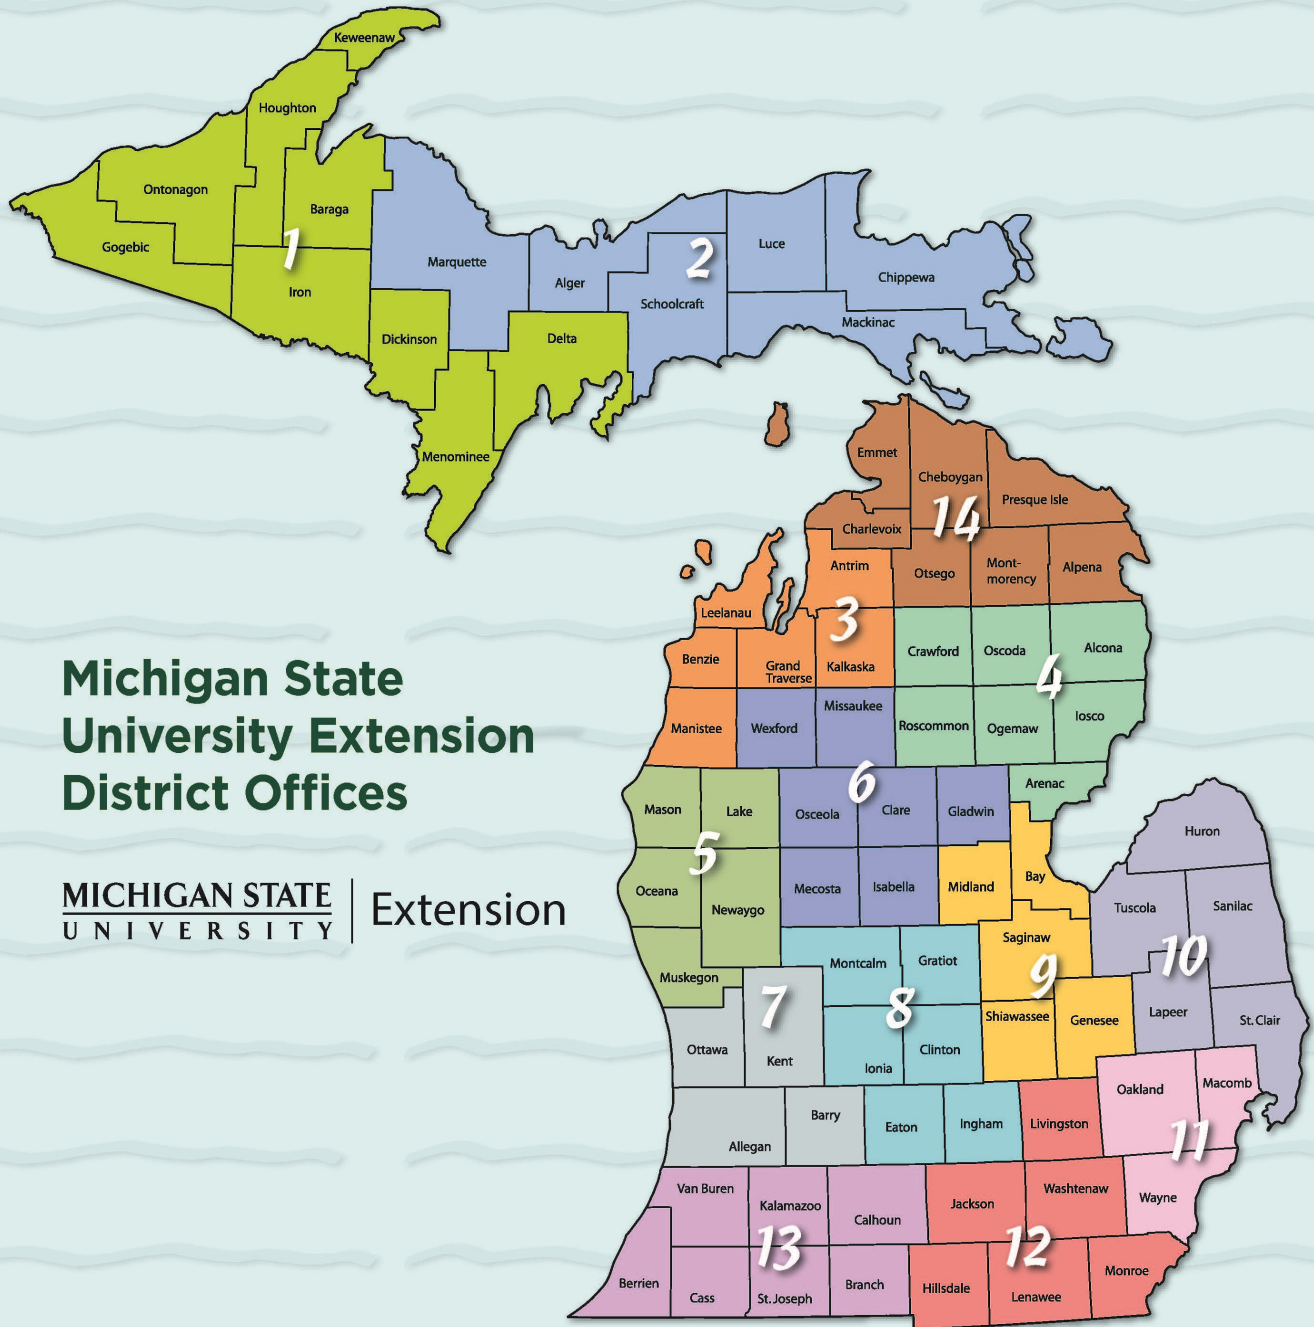 Keweenaw
Houghton
Ontonagon
Baraga
Gogebic
1
Iron
Marquette
Dickinson
Menominee
Delta
Alger
2
Schoolcraft
Luce
Chippewa
Mackinac
Emmet
Cheboygan
Presque Isle
14
Charlevoix
Otsego
Mont-
morency
Alpena
Antrim
Leelanau
3
Benzie
Grand
Traverse
Kalkaska
Manistee
Crawford
Oscoda
Alcona
4
Roscommon
Ogemaw
Iosco
Arenac
Wexford
Missaukee
6
Osceola
Clare
Gladwin
Mecosta
Isabella
Mason
Lake
5
Oceana
Newaygo
Muskegon
Midland
Bay
Saginaw
9
Shiawassee
Genesee
Huron
Tuscola
Sanilac
10
Lapeer
St. Clair
7
Ottawa
Kent
Allegan
Barry
Montcalm
Gratiot
8
Ionia
Clinton
Eaton
Ingham
Livingston
Oakland
Macomb
11
Wayne
Jackson
Washtenaw
12
Hillsdale
Lenawee
Monroe
Van Buren
Kalamazoo
Calhoun
13
Berrien
Cass
St. Joseph
Branch
Michigan State
University Extension
District Offices
MICHIGAN STATE
UNIVERSITY
Extension